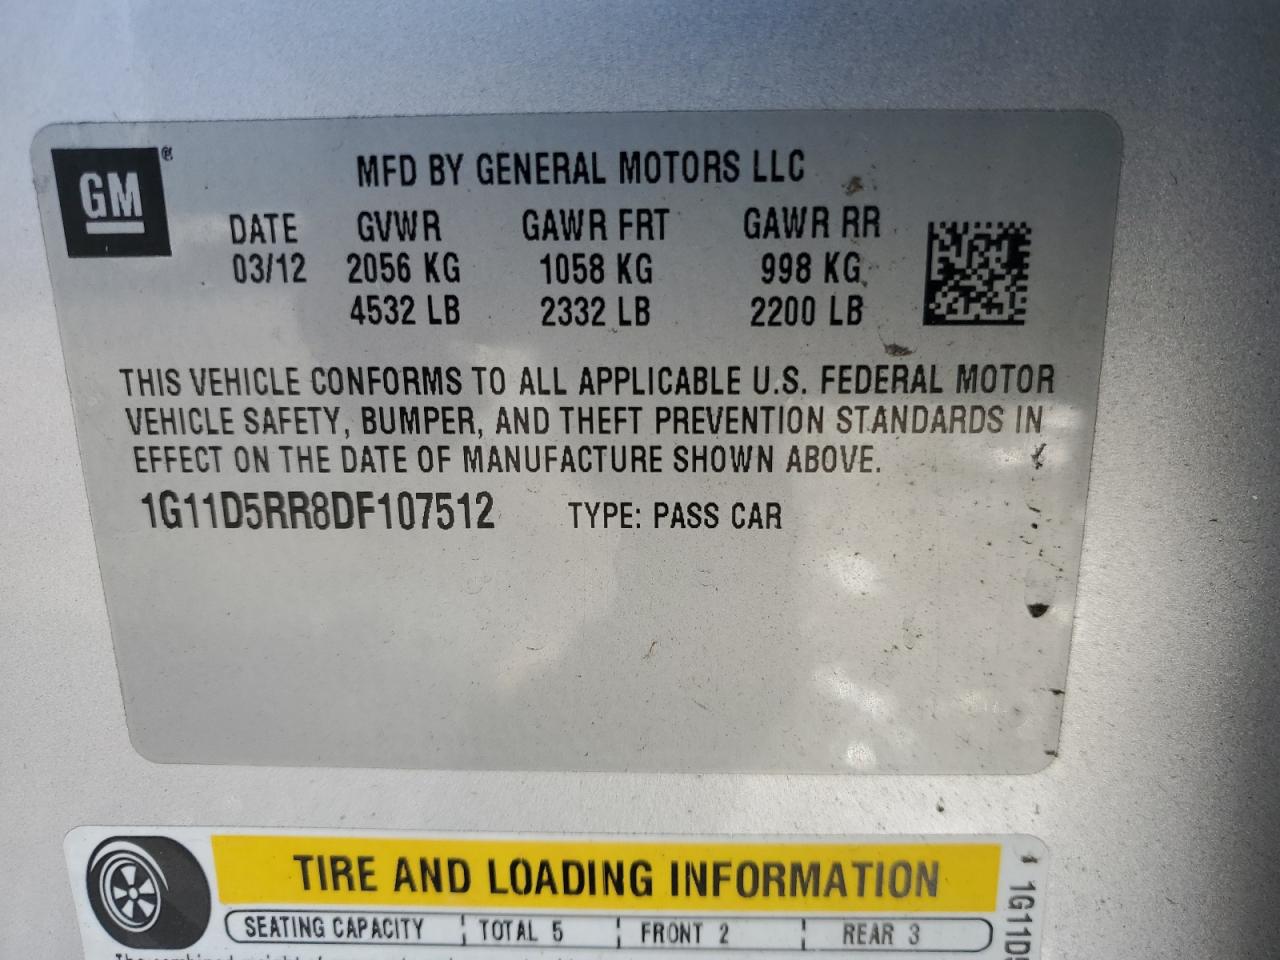 GM®
MFD BY GENERAL MOTORS LLC
DATE GVWR GAWR FRT GAWR RR
03/12 2056 KG 1058 KG 998 KG
4532 LB 2332 LB 2200 LB
THIS VEHICLE CONFORMS TO ALL APPLICABLE U.S. FEDERAL MOTOR
VEHICLE SAFETY, BUMPER, AND THEFT PREVENTION STANDARDS IN
EFFECT ON THE DATE OF MANUFACTURE SHOWN ABOVE.
1G11D5RR8DF107512 TYPE: PASS CAR
TIRE AND LOADING INFORMATION
SEATING CAPACITY TOTAL 5 FRONT 2 REAR 3
1G11D5